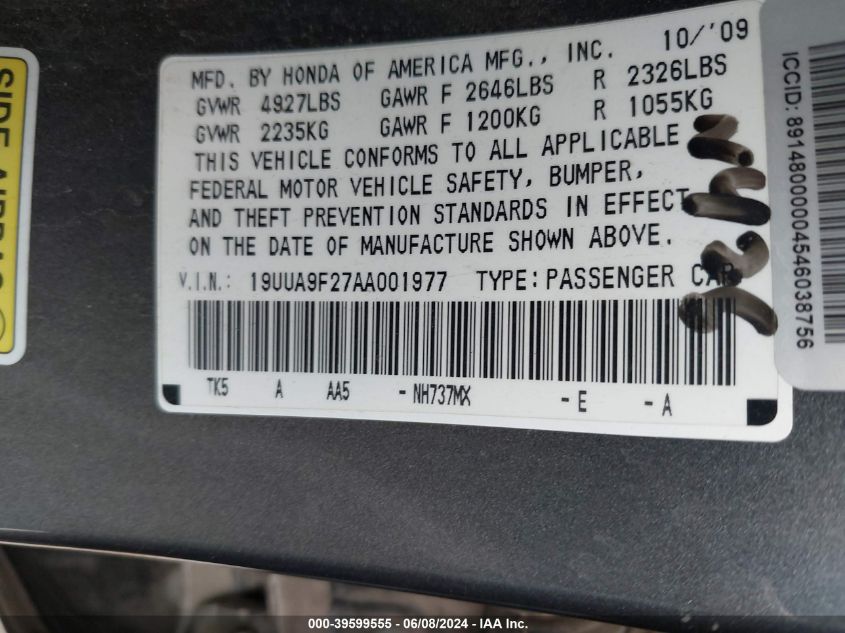 MFD. BY HONDA OF AMERICA MFG., INC. 10/'09
GVWR 4927LBS GAWR F 2646LBS R 2326LBS
GVWR 2235KG GAWR F 1200KG R 1055KG
THIS VEHICLE CONFORMS TO ALL APPLICABLE
FEDERAL MOTOR VEHICLE SAFETY, BUMPER,
AND THEFT PREVENTION STANDARDS IN EFFECT
ON THE DATE OF MANUFACTURE SHOWN ABOVE.
V.I.N.: 19UUA9F27AA001977 TYPE: PASSENGER CAR
TK5 A AA5 - NH737MX - E - A
ICCID: 89148000004546038756
SIDE AIRBAG
000-39599555 - 06/08/2024 - IAA Inc.